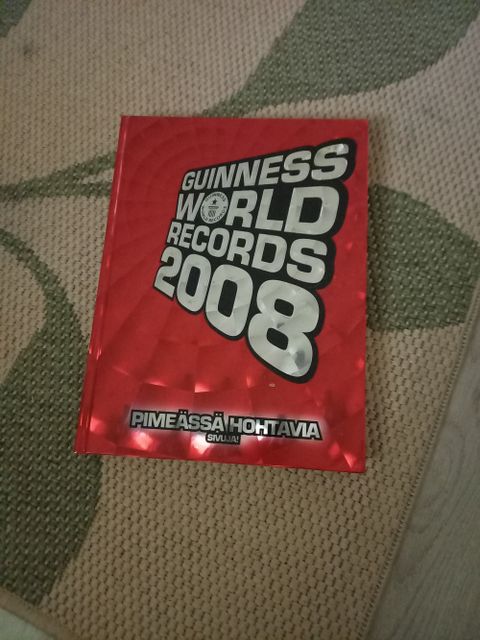 GUINNESS
WORLD
RECORDS
2008
PIMEÄSSÄ HOHTAVIA
SIVUJA!